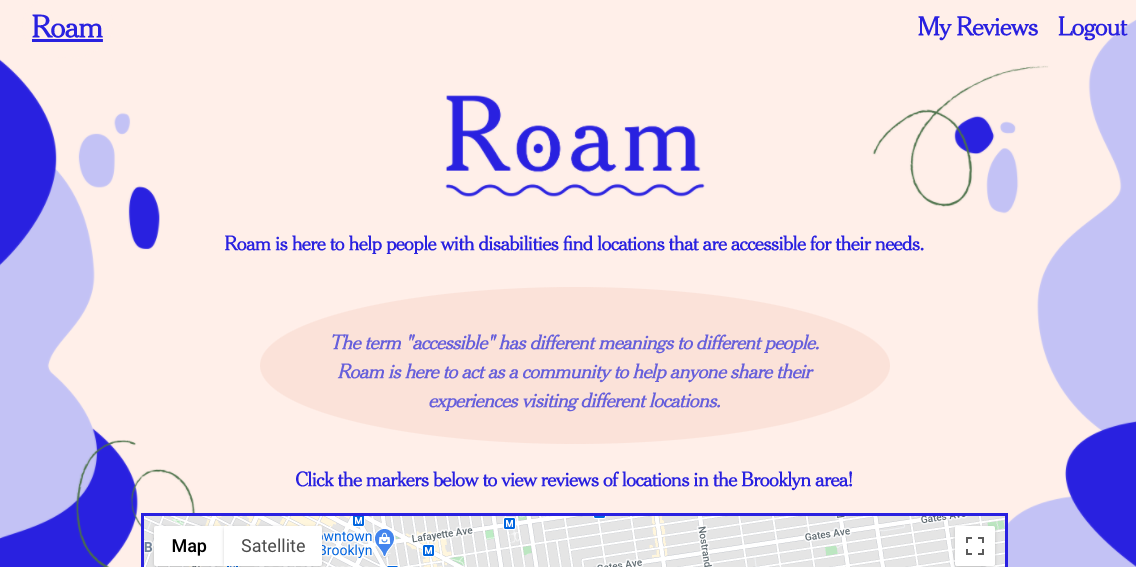 Roam
My Reviews
Logout
Roam
Roam is here to help people with disabilities find locations that are accessible for their needs.
The term "accessible" has different meanings to different people.
Roam is here to act as a community to help anyone share their
experiences visiting different locations.
Click the markers below to view reviews of locations in the Brooklyn area!
Map
Satellite
M
M
M
Lafayette Ave
Gates Ave
Gates Ave
Gates Ave
Nostrand
Brooklyn